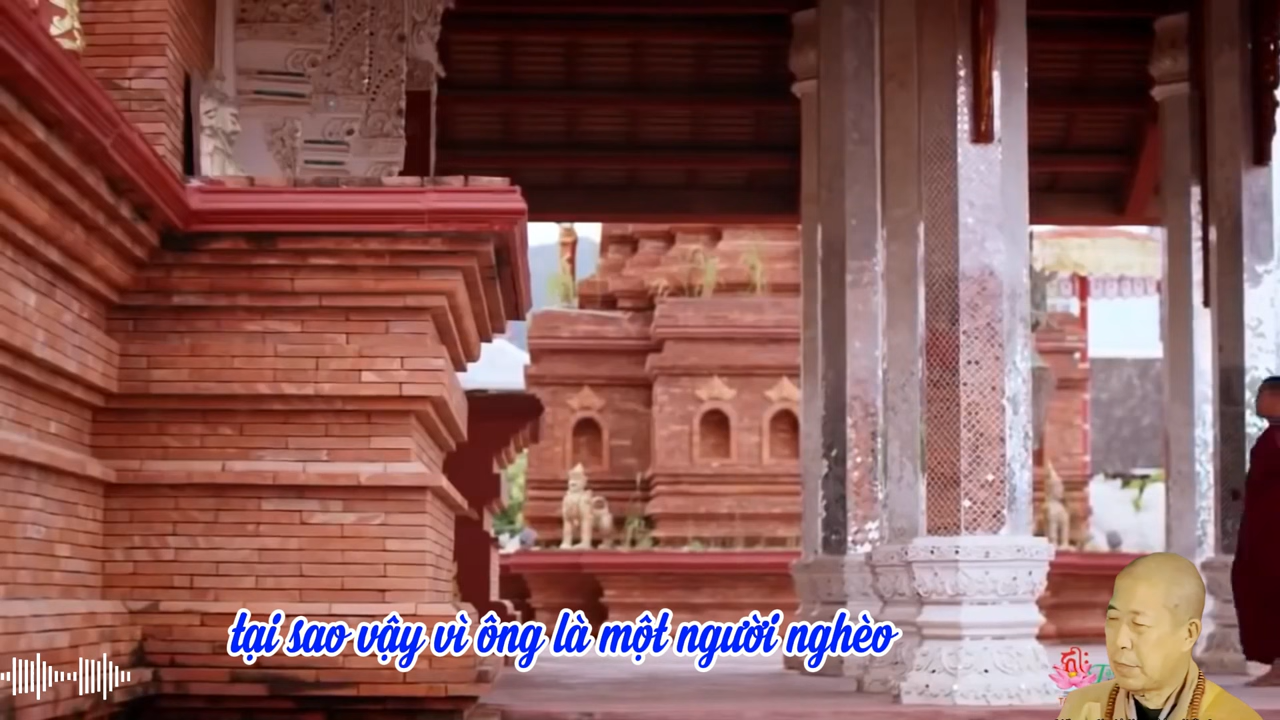 tại sao vậy vì ông là một người nghèo